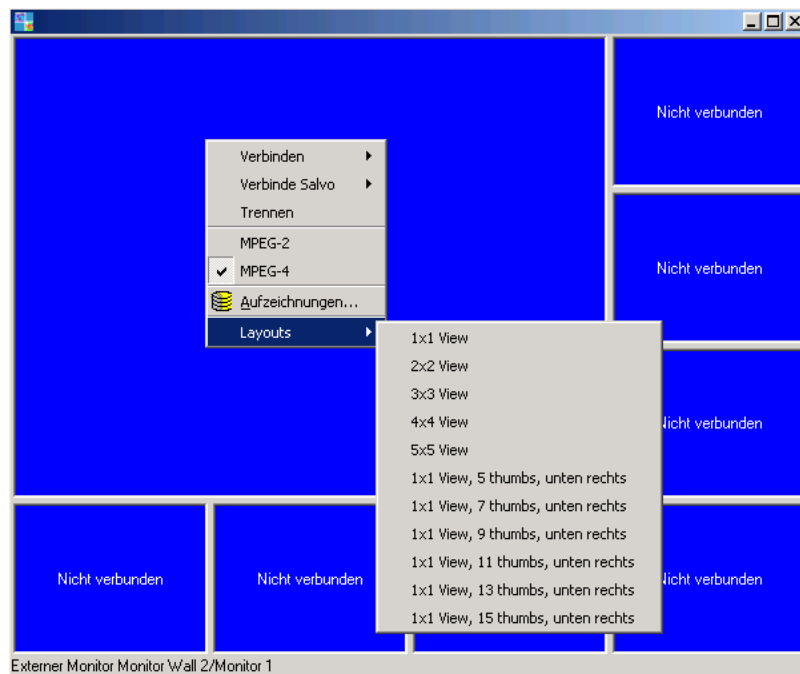 Nicht verbunden
Verbinden
Verbinde Salvo
Trennen
MPEG-2
MPEG-4
Aufzeichnungen...
Layouts
Nicht verbunden
1x1 View
2x2 View
3x3 View
4x4 View
5x5 View
1x1 View, 5 thumbs, unten rechts
1x1 View, 7 thumbs, unten rechts
1x1 View, 9 thumbs, unten rechts
1x1 View, 11 thumbs, unten rechts
1x1 View, 13 thumbs, unten rechts
1x1 View, 15 thumbs, unten rechts
Nicht verbunden
Nicht verbunden
Nicht verbunden
Nicht verbunden
Externer Monitor Monitor Wall 2/Monitor 1